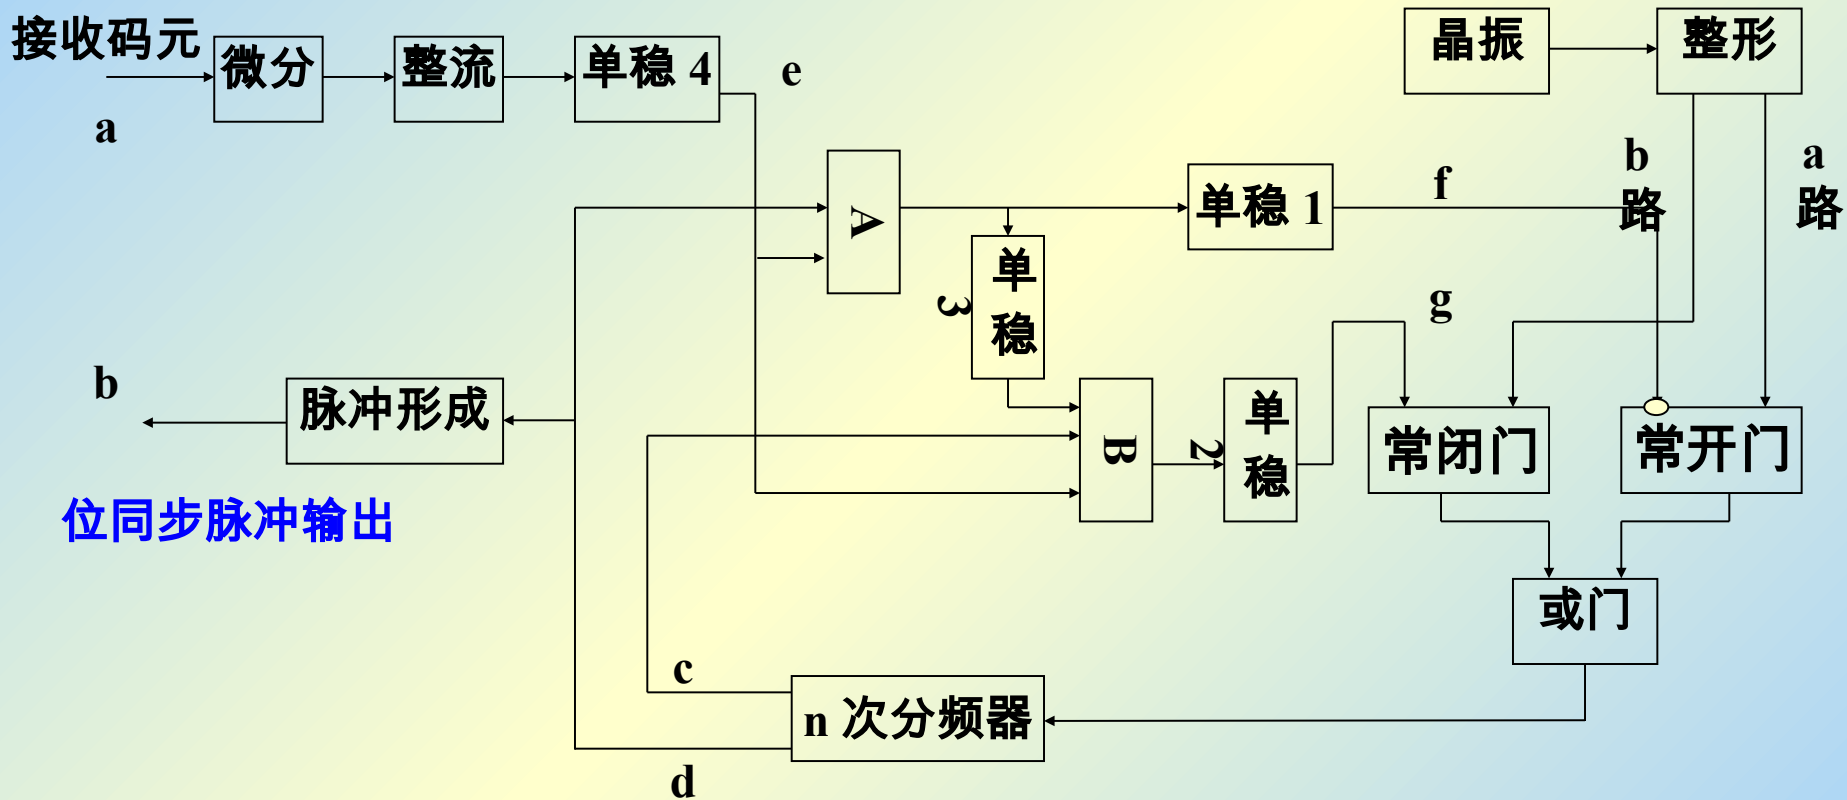 接收码元
微分
整流
单稳 4
e
晶振
整形
a
A
单稳 1
f
b
路
a
路
单
稳
3
g
b
脉冲形成
B
单
稳
2
常闭门
常开门
位同步脉冲输出
或门
c
n 次分频器
d